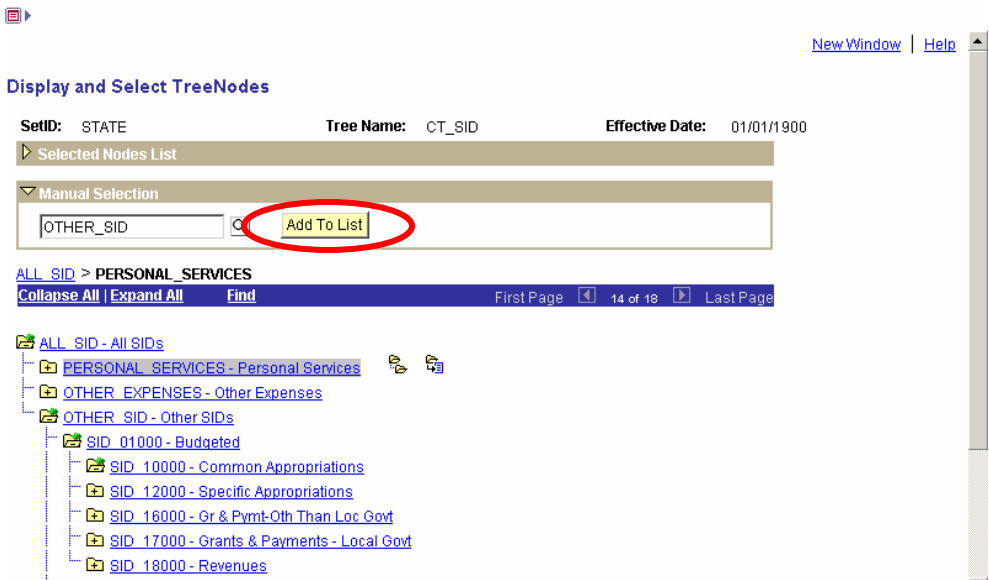 New Window | Help
Display and Select TreeNodes
SetID: STATE Tree Name: CT_SID Effective Date: 01/01/1900
Selected Nodes List
Manual Selection
OTHER_SID Add To List
ALL_SID > PERSONAL_SERVICES
Collapse All | Expand All Find First Page 14 of 18 Last Page
ALL_SID - All SIDs
PERSONAL_SERVICES - Personal Services
OTHER_EXPENSES - Other Expenses
OTHER_SID - Other SIDs
SID_01000 - Budgeted
SID_10000 - Common Appropriations
SID_12000 - Specific Appropriations
SID_16000 - Gr & Pymt-Oth Than Loc Govt
SID_17000 - Grants & Payments - Local Govt
SID_18000 - Revenues